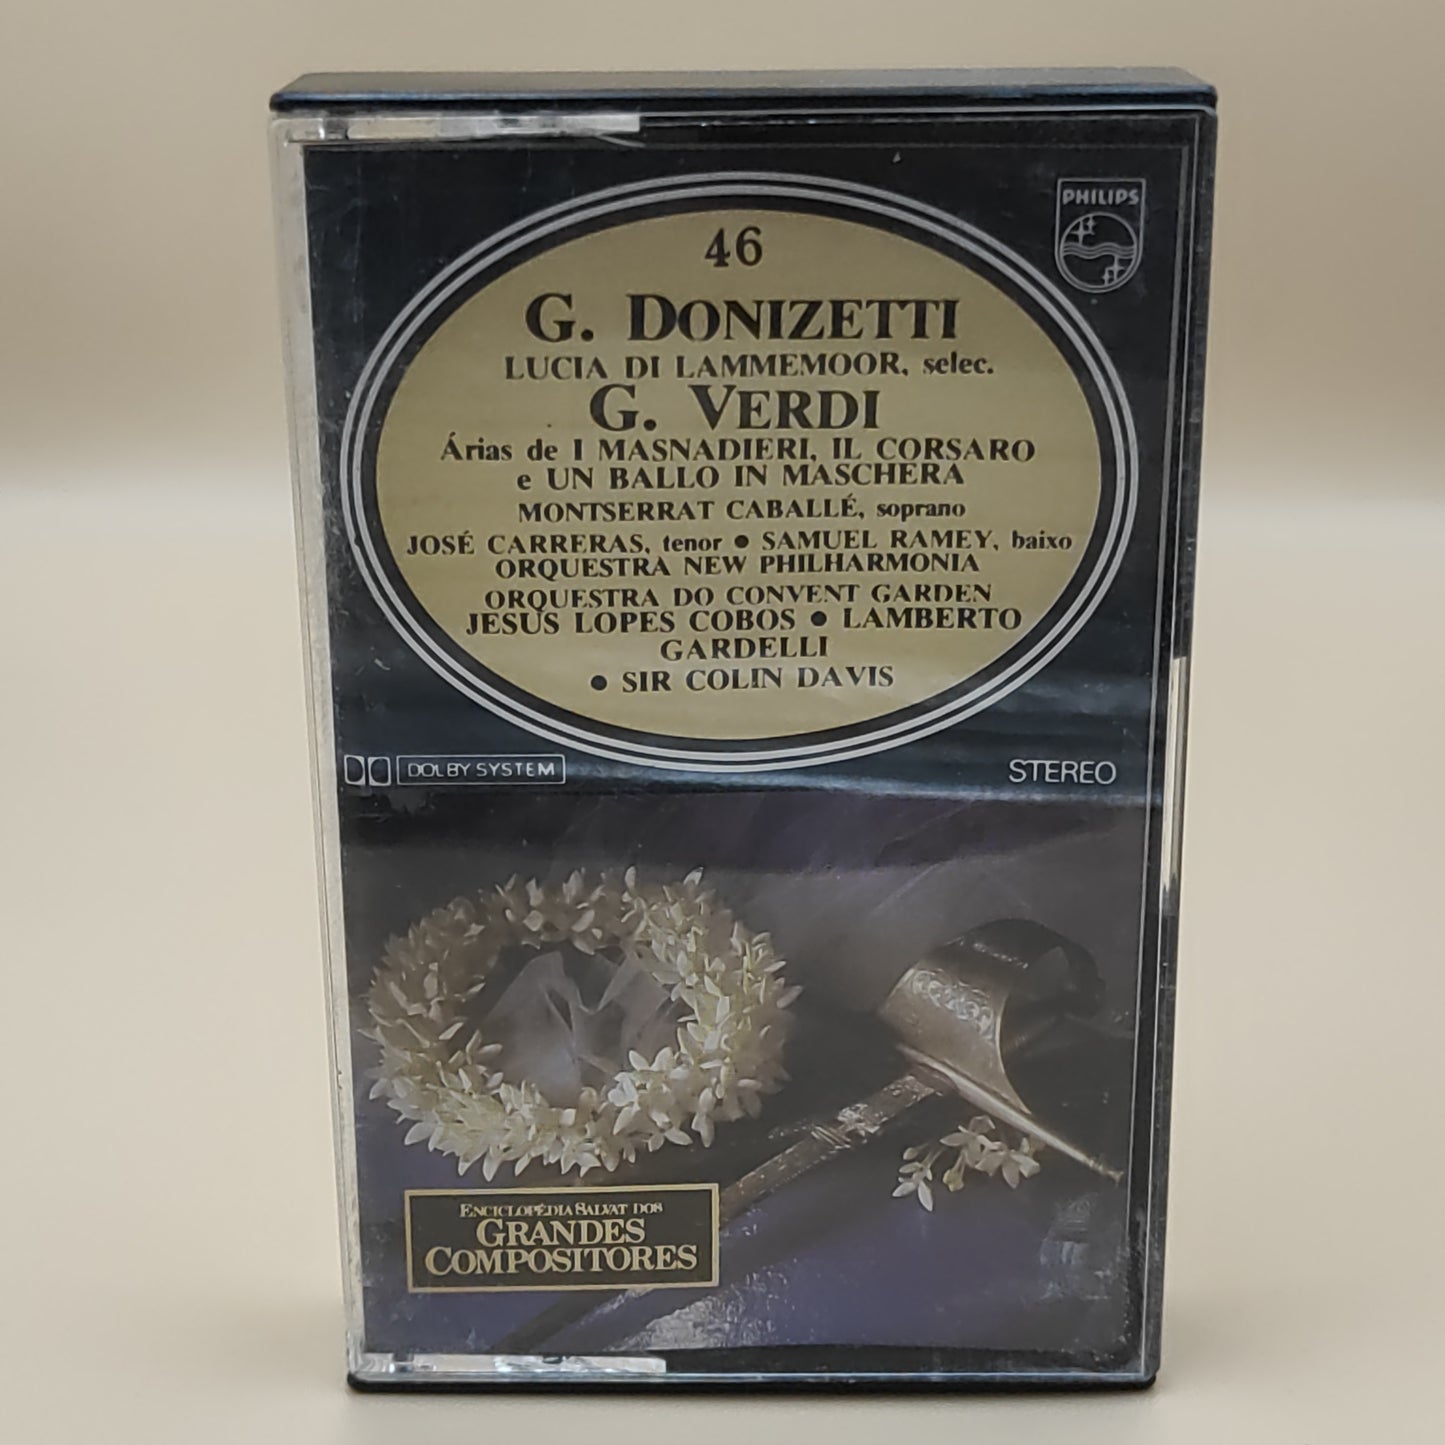 PHILIPS
46
G. DONIZETTI
LUCIA DI LAMMEMOOR, selec.
G. VERDI
Árias de I MASNADIERI, IL CORSARO
e UN BALLO IN MASCHERA
MONTSERRAT CABALLÉ, soprano
JOSÉ CARRERAS, tenor ● SAMUEL RAMEY, baixo
ORQUESTRA NEW PHILHARMONIA
ORQUESTRA DO CONVENT GARDEN
JESUS LOPES COBOS ● LAMBERTO
GARDELLI
● SIR COLIN DAVIS
DOLBY SYSTEM
STEREO
ENCICLOPÉDIA SALVAT DOS
GRANDES
COMPOSITORES